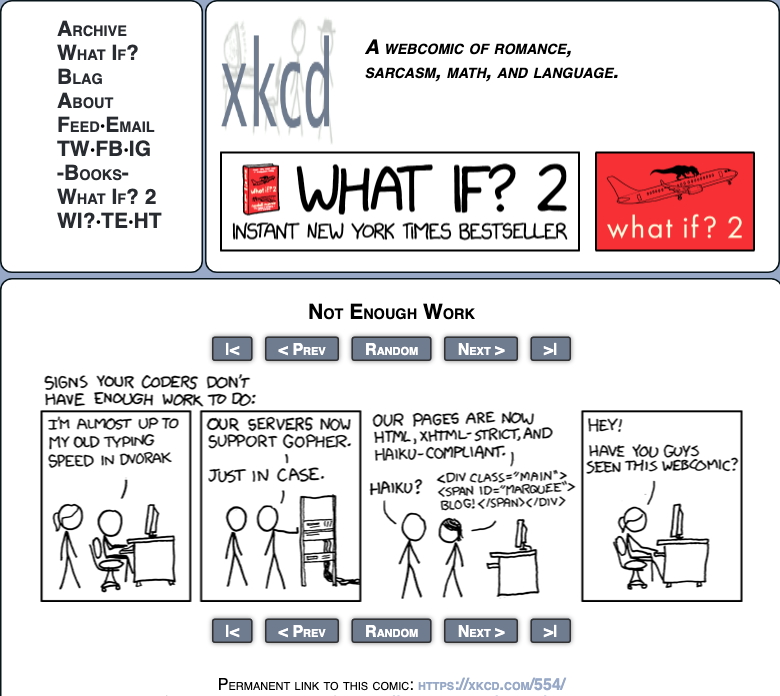 Archive
What If?
Blag
About
Feed•Email
TW•FB•IG
-Books-
What If? 2
WI?•TE•HT
xkcd
A webcomic of romance,
sarcasm, math, and language.
what if? 2
WHAT IF? 2
INSTANT NEW YORK TIMES BESTSELLER
what if? 2
Not Enough Work
|<
< Prev
Random
Next >
>|
SIGNS YOUR CODERS DON'T
HAVE ENOUGH WORK TO DO:
I'M ALMOST UP TO
MY OLD TYPING
SPEED IN DVORAK
OUR SERVERS NOW
SUPPORT GOPHER.
JUST IN CASE.
OUR PAGES ARE NOW
HTML, XHTML-STRICT, AND
HAIKU-COMPLIANT.
HAIKU?
<DIV CLASS="MAIN">
<SPAN ID="MARQUEE">
BLOG!</SPAN></DIV>
HEY!
HAVE YOU GUYS
SEEN THIS WEBCOMIC?
|<
< Prev
Random
Next >
>|
Permanent link to this comic: https://xkcd.com/554/